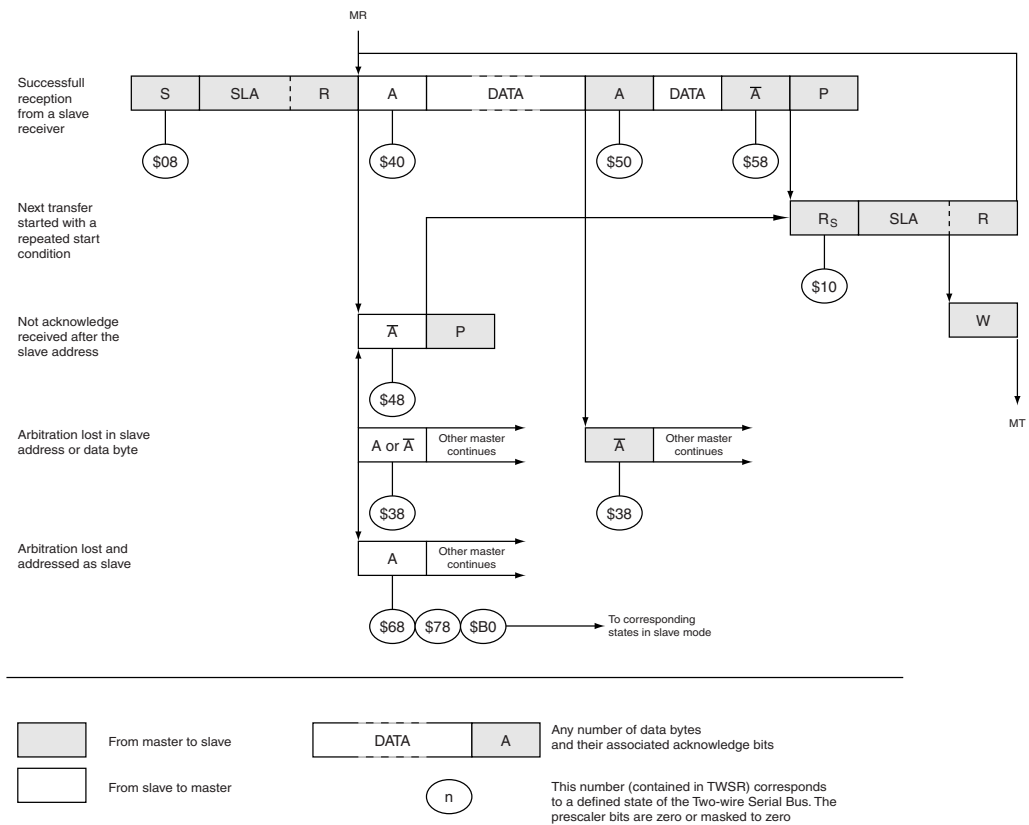 MR
Successfull
reception
from a slave
receiver
S SLA R A DATA A DATA A̅ P
$08 $40 $50 $58
Next transfer
started with a
repeated start
condition
RS SLA R
$10
Not acknowledge
received after the
slave address
A̅ P
W
$48
MT
Arbitration lost in slave
address or data byte
A or A̅
Other master
continues
A̅
Other master
continues
$38 $38
Arbitration lost and
addressed as slave
A
Other master
continues
$68 $78 $B0
To corresponding
states in slave mode
From master to slave
DATA A
Any number of data bytes
and their associated acknowledge bits
From slave to master
n
This number (contained in TWSR) corresponds
to a defined state of the Two-wire Serial Bus. The
prescaler bits are zero or masked to zero